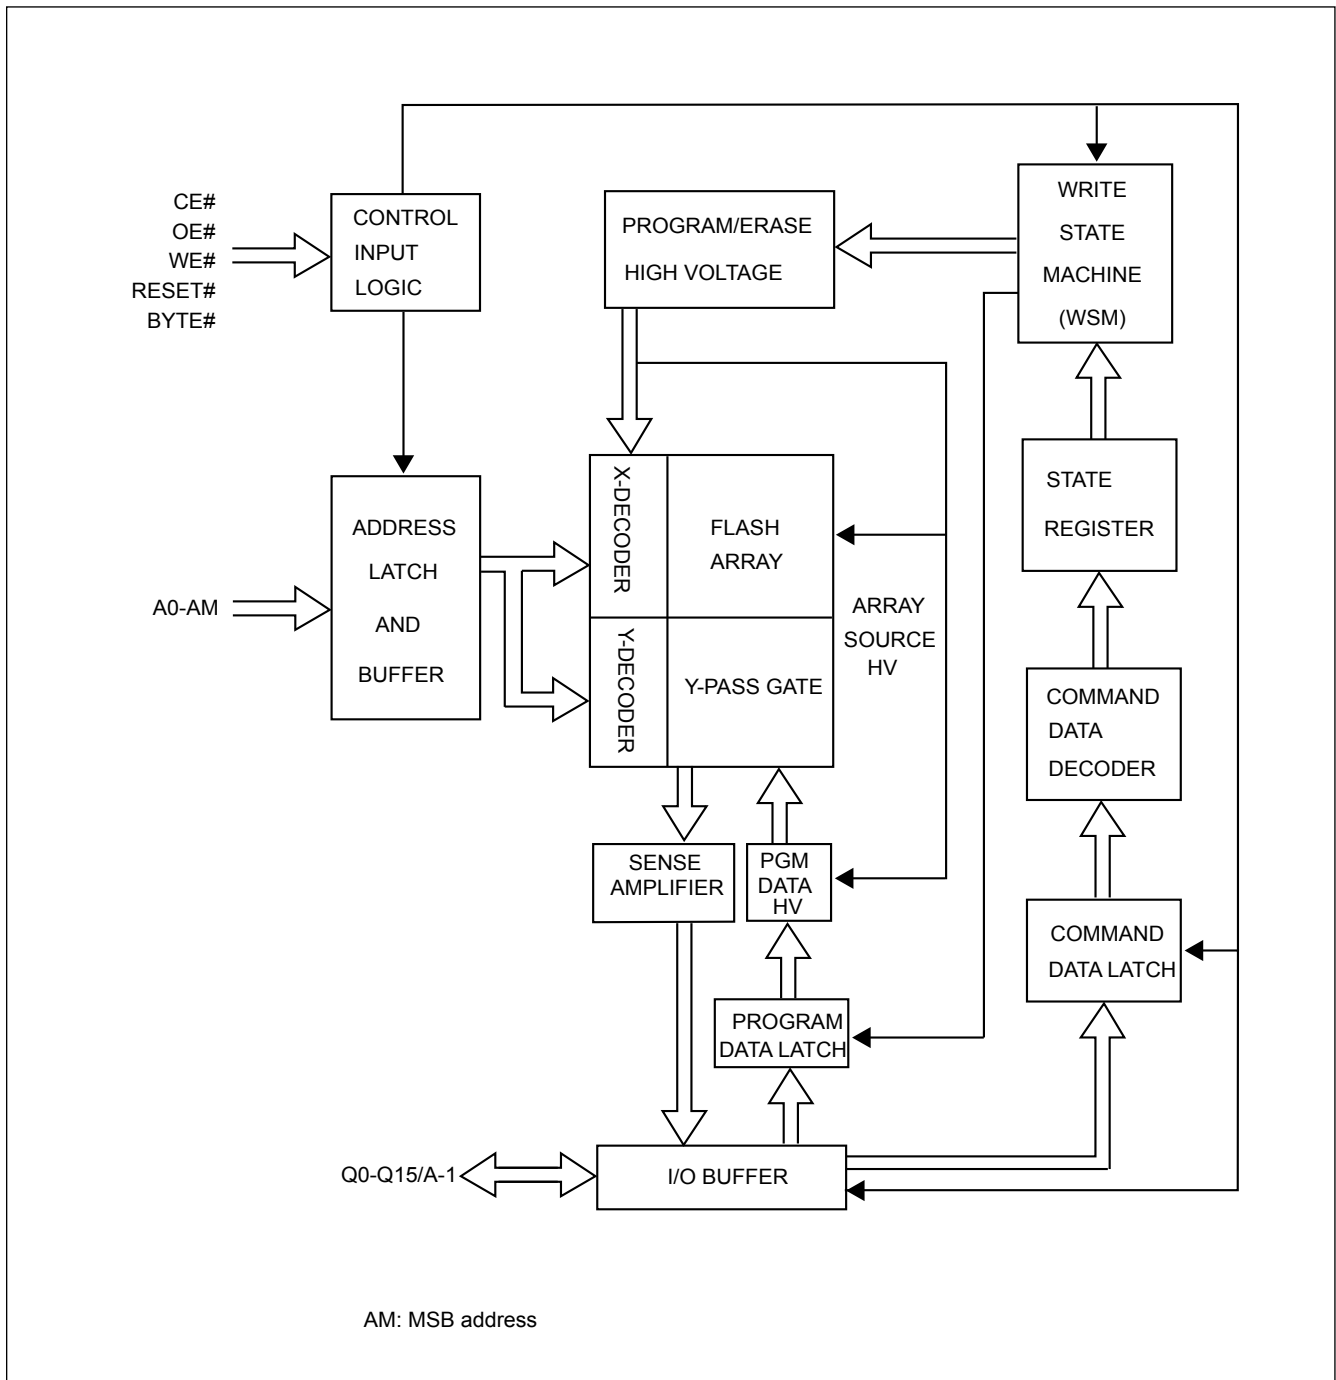 CE#
OE#
WE#
RESET#
BYTE#
CONTROL
INPUT
LOGIC
PROGRAM/ERASE
HIGH VOLTAGE
WRITE
STATE
MACHINE
(WSM)
A0-AM
ADDRESS
LATCH
AND
BUFFER
X-DECODER
FLASH
ARRAY
Y-DECODER
Y-PASS GATE
ARRAY
SOURCE
HV
STATE
REGISTER
COMMAND
DATA
DECODER
SENSE
AMPLIFIER
PGM
DATA
HV
COMMAND
DATA LATCH
PROGRAM
DATA LATCH
Q0-Q15/A-1
I/O BUFFER
AM: MSB address